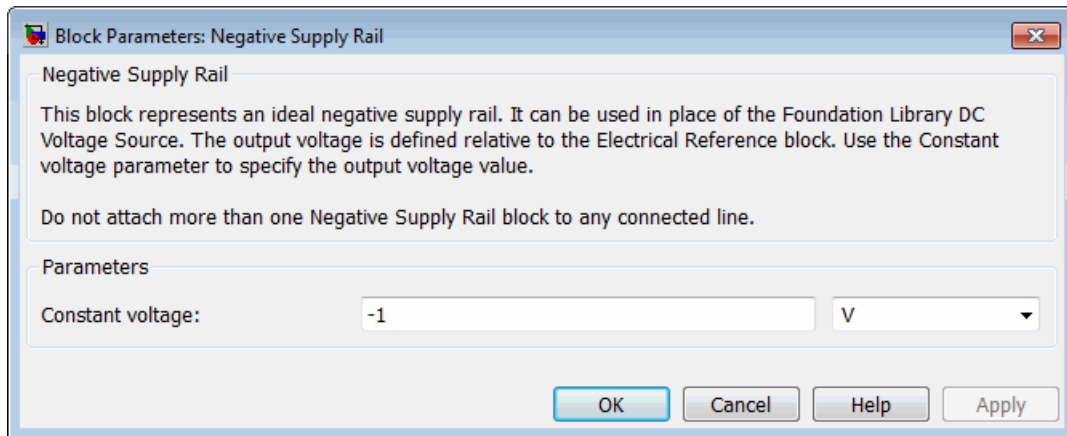 Block Parameters: Negative Supply Rail
Negative Supply Rail
This block represents an ideal negative supply rail. It can be used in place of the Foundation Library DC
Voltage Source. The output voltage is defined relative to the Electrical Reference block. Use the Constant
voltage parameter to specify the output voltage value.
Do not attach more than one Negative Supply Rail block to any connected line.
Parameters
Constant voltage: -1 V
OK Cancel Help Apply